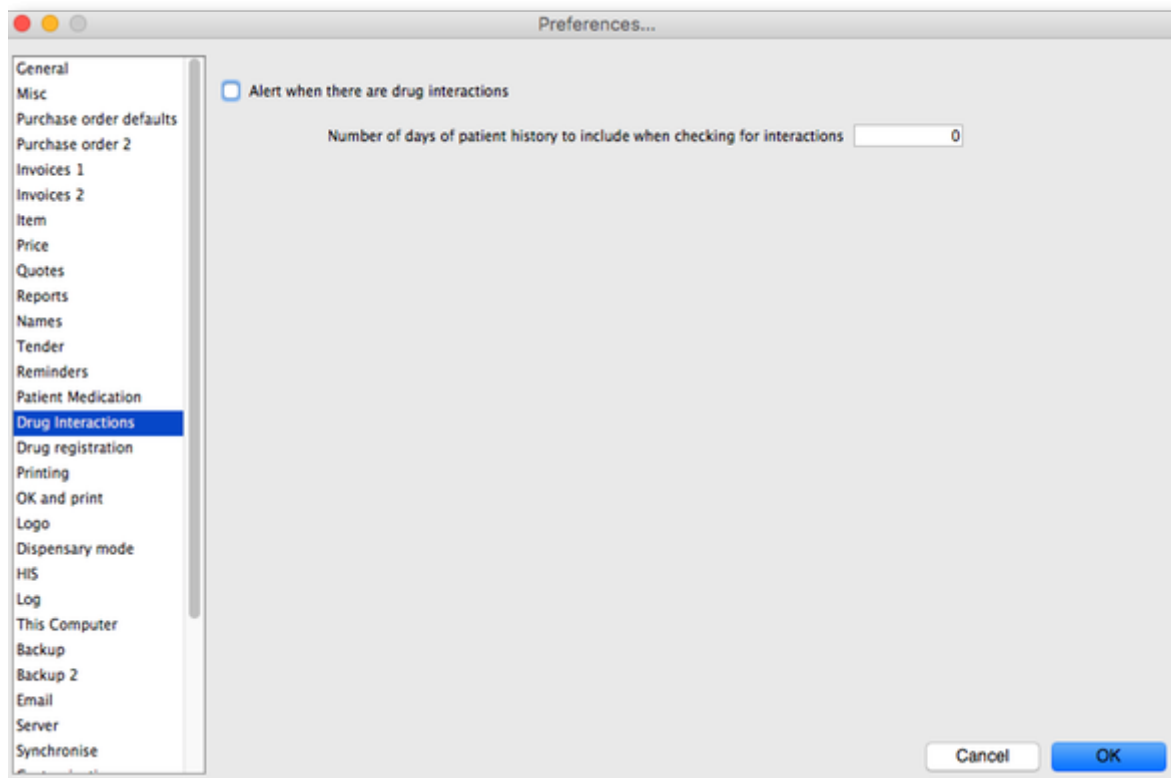 Preferences...
General
Misc
Purchase order defaults
Purchase order 2
Invoices 1
Invoices 2
Item
Price
Quotes
Reports
Names
Tender
Reminders
Patient Medication
Drug Interactions
Drug registration
Printing
OK and print
Logo
Dispensary mode
HIS
Log
This Computer
Backup
Backup 2
Email
Server
Synchronise
Alert when there are drug interactions
Number of days of patient history to include when checking for interactions 0
Cancel OK